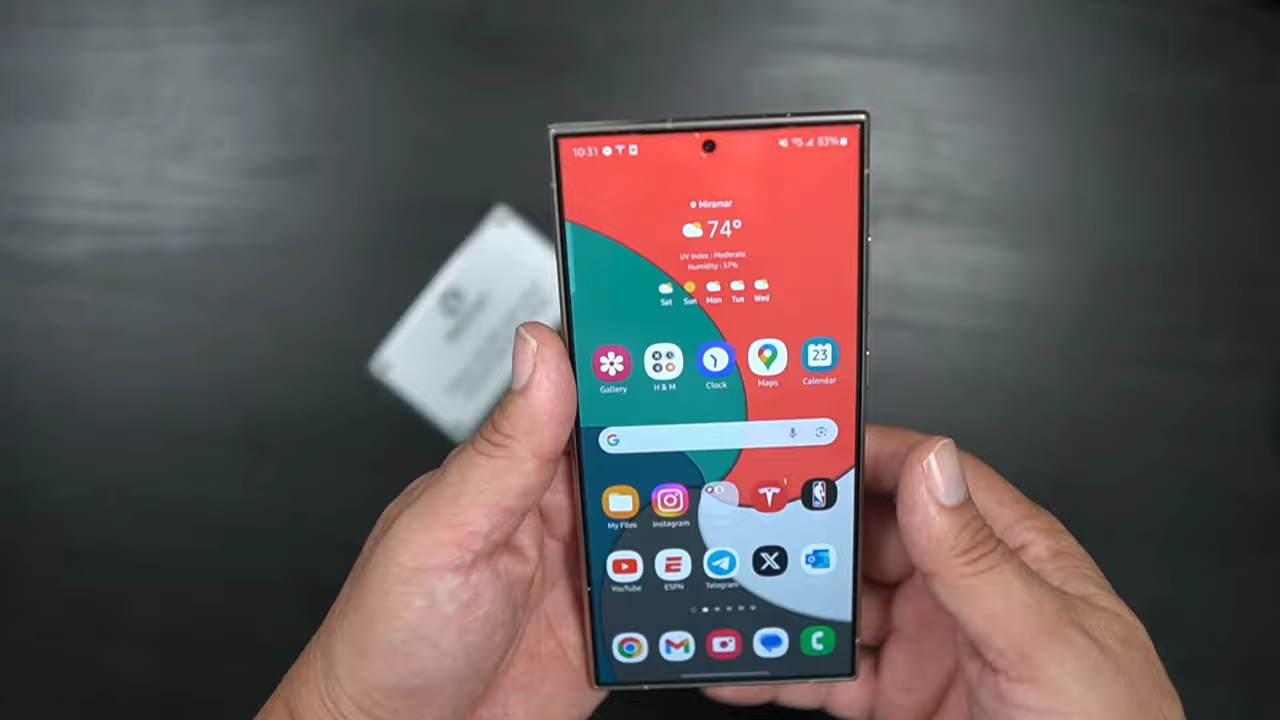 10:31
83%
Miramar
74°
UV Index : Moderate
Humidity : 57%
Sat Sun Mon Tue Wed
23
Gallery H & M Clock Maps Calendar
G
My Files Instagram
YouTube ESPN Telegram